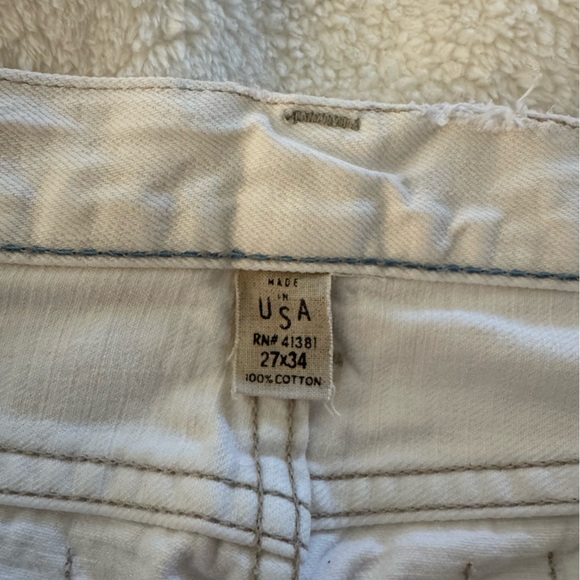 MADE
IN
USA
RN# 41381
27x34
100% COTTON